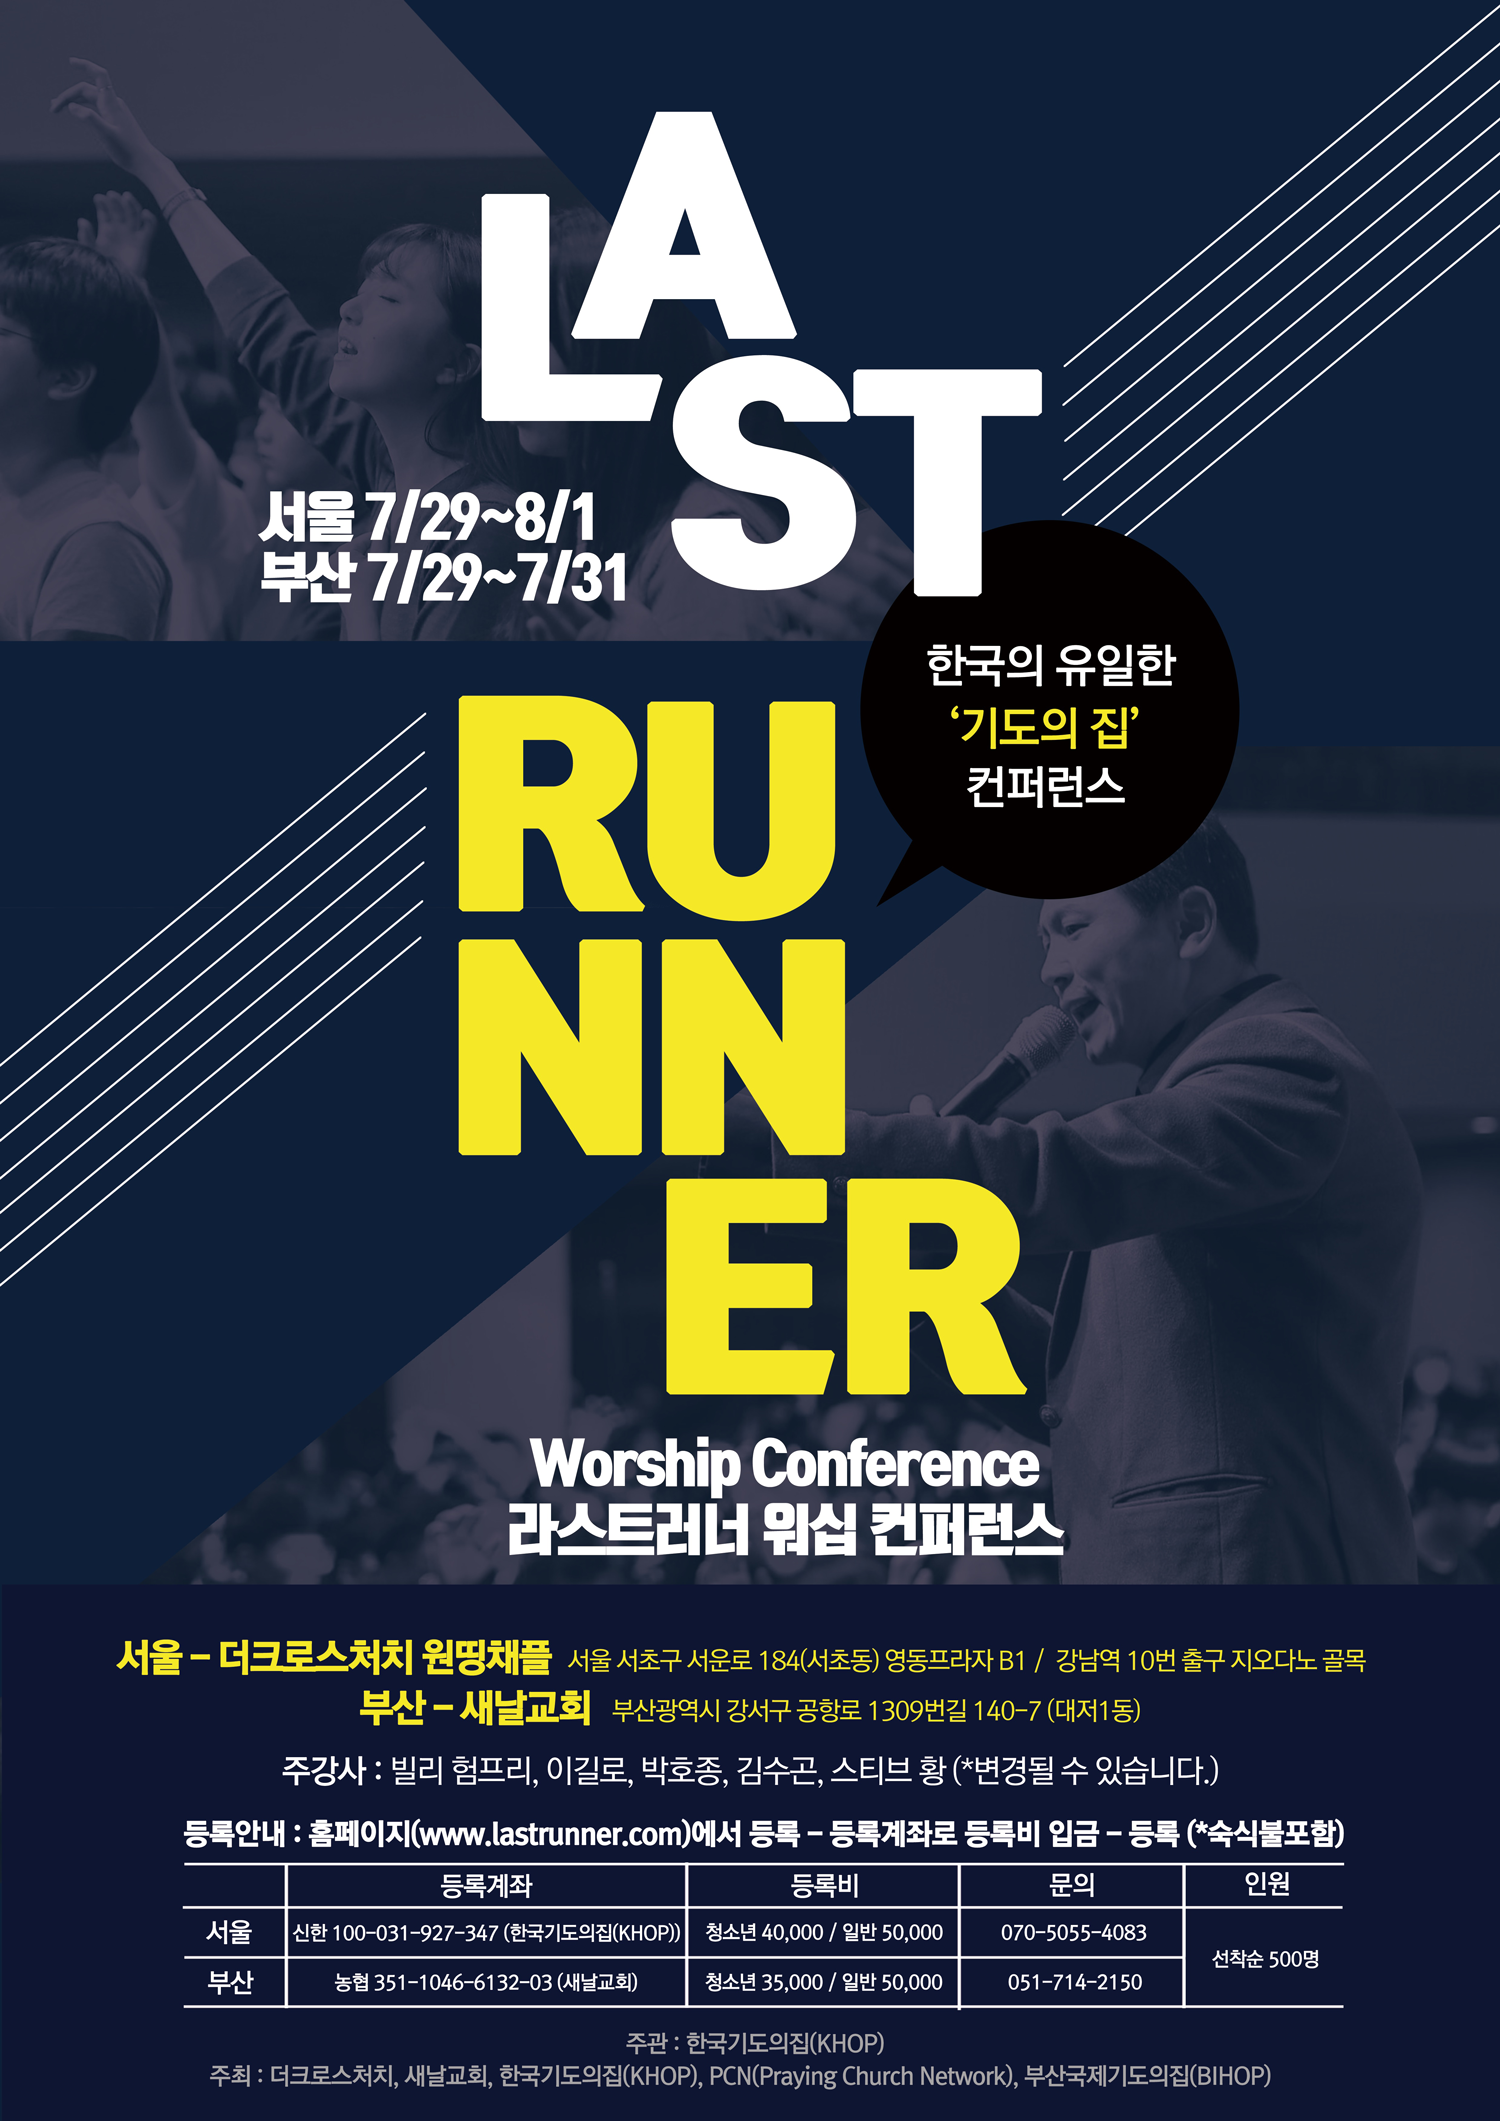 LAST
서울 7/29~8/1
부산 7/29~7/31
한국의 유일한
‘기도의 집’
컨퍼런스
RUNNER
Worship Conference
라스트러너 워십 컨퍼런스
서울 - 더크로스처치 원띵채플 서울 서초구 서운로 184(서초동) 영동프라자 B1 / 강남역 10번 출구 지오다노 골목
부산 - 새날교회 부산광역시 강서구 공항로 1309번길 140-7 (대저1동)
주강사 : 빌리 험프리, 이길로, 박호종, 김수곤, 스티브 황 (*변경될 수 있습니다.)
등록안내 : 홈페이지(www.lastrunner.com)에서 등록 - 등록계좌로 등록비 입금 - 등록 (*숙식불포함)
등록계좌 등록비 문의 인원
서울 신한 100-031-927-347 (한국기도의집(KHOP)) 청소년 40,000 / 일반 50,000 070-5055-4083
선착순 500명
부산 농협 351-1046-6132-03 (새날교회) 청소년 35,000 / 일반 50,000 051-714-2150
주관 : 한국기도의집(KHOP)
주최 : 더크로스처치, 새날교회, 한국기도의집(KHOP), PCN(Praying Church Network), 부산국제기도의집(BIHOP)